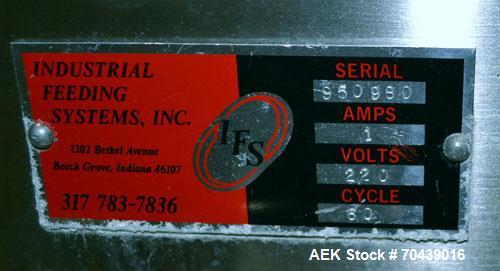 INDUSTRIAL
FEEDING
SYSTEMS, INC.
1202 Bethel Avenue
Beech Grove, Indiana 46107
317 783-7836
IFS
SERIAL
950990
AMPS
1
VOLTS
220
CYCLE
60
AEK Stock # 70439016